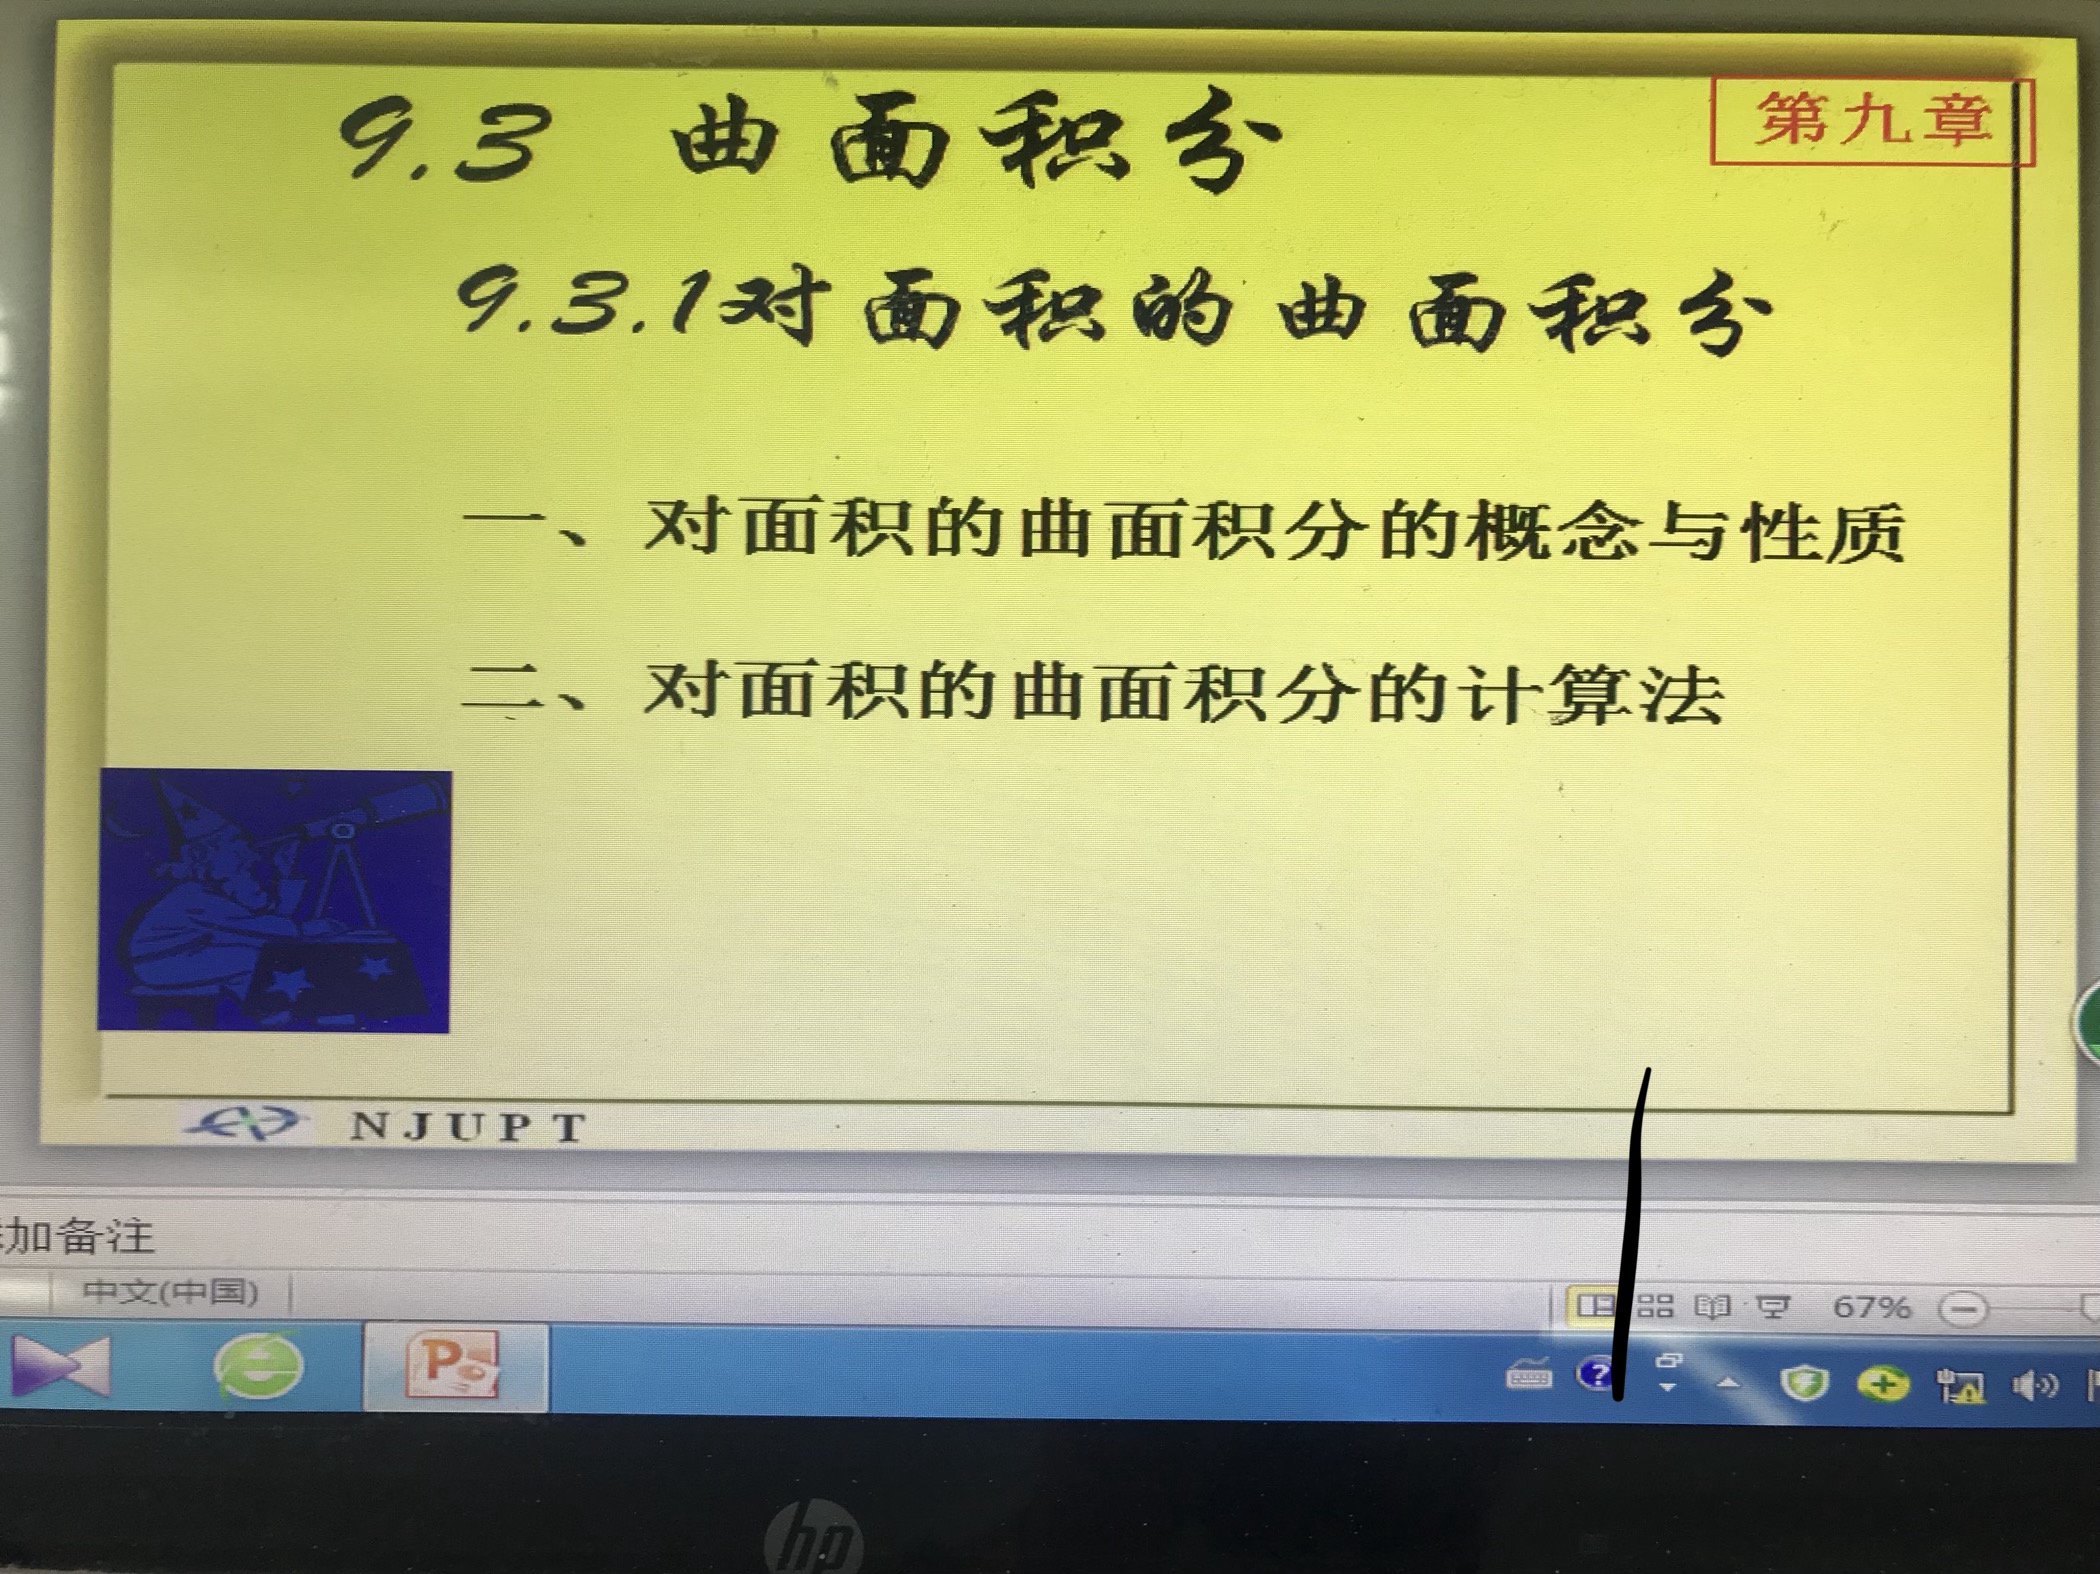 第九章
9.3 曲面积分
9.3.1对面积的曲面积分
一、对面积的曲面积分的概念与性质
二、对面积的曲面积分的计算法
NJUPT
加备注
中文(中国)
67%
hp